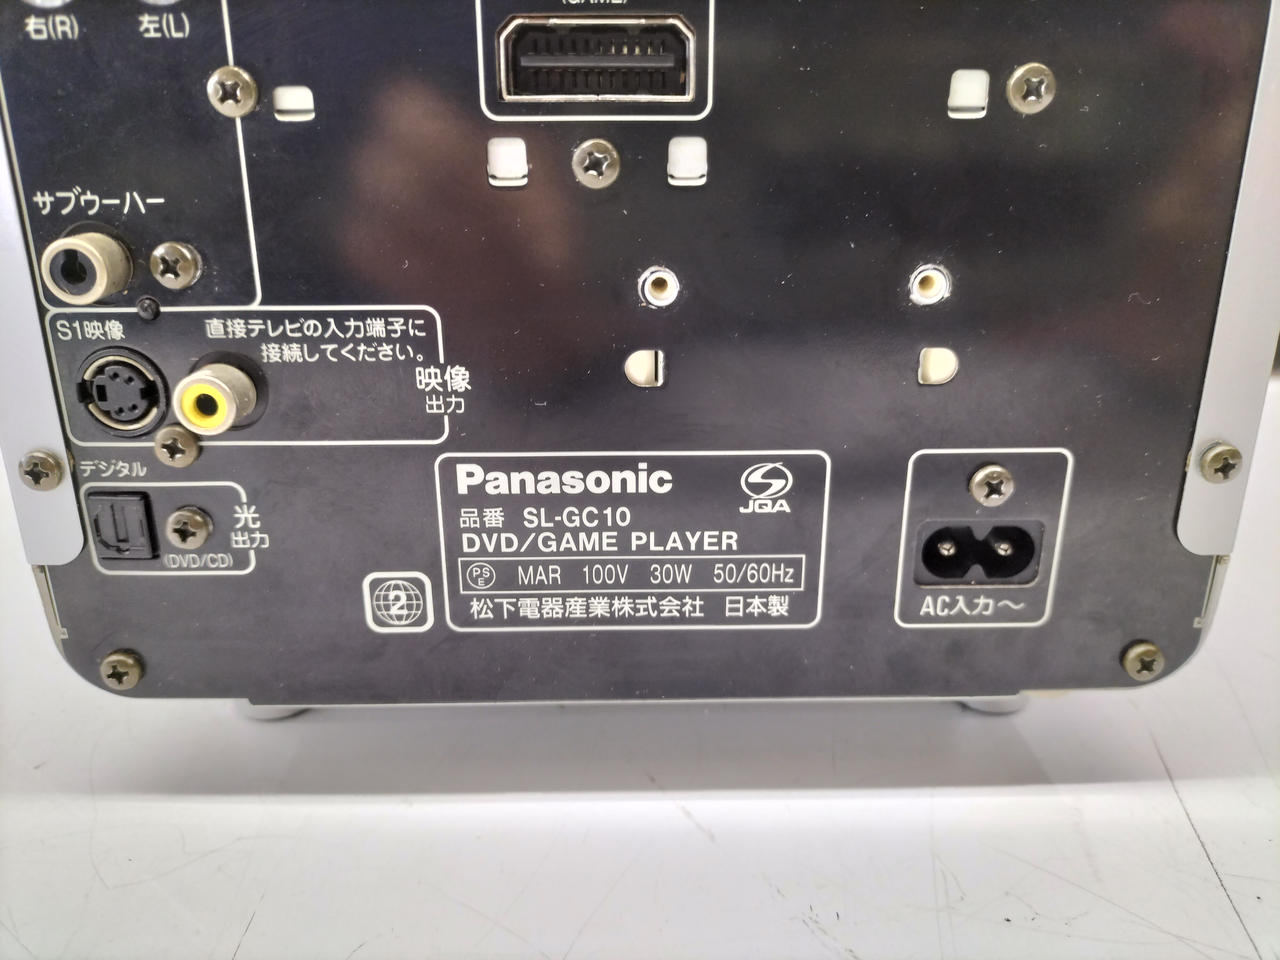 (GAME)
右(R) 左(L)
サブウーハー
S1映像
直接テレビの入力端子に
接続してください。
映像
出力
デジタル
光
出力
(DVD/CD)
2
Panasonic
JQA
品番 SL-GC10
DVD/GAME PLAYER
PS
E
MAR 100V 30W 50/60Hz
松下電器産業株式会社 日本製
AC入力〜